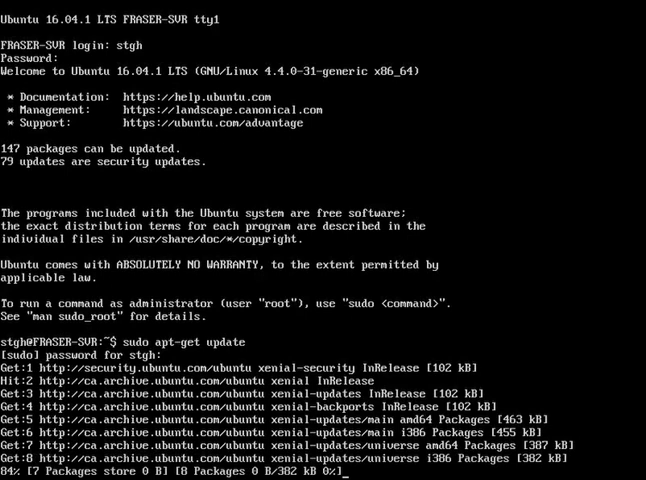 Ubuntu 16.04.1 LTS FRASER-SVR tty1
FRASER-SVR login: stgh
Password:
Welcome to Ubuntu 16.04.1 LTS (GNU/Linux 4.4.0-31-generic x86_64)
* Documentation: https://help.ubuntu.com
* Management: https://landscape.canonical.com
* Support: https://ubuntu.com/advantage
147 packages can be updated.
79 updates are security updates.
The programs included with the Ubuntu system are free software;
the exact distribution terms for each program are described in the
individual files in /usr/share/doc/*/copyright.
Ubuntu comes with ABSOLUTELY NO WARRANTY, to the extent permitted by
applicable law.
To run a command as administrator (user "root"), use "sudo <command>".
See "man sudo_root" for details.
stgh@FRASER-SVR:~$ sudo apt-get update
[sudo] password for stgh:
Get:1 http://security.ubuntu.com/ubuntu xenial-security InRelease [102 kB]
Hit:2 http://ca.archive.ubuntu.com/ubuntu xenial InRelease
Get:3 http://ca.archive.ubuntu.com/ubuntu xenial-updates InRelease [102 kB]
Get:4 http://ca.archive.ubuntu.com/ubuntu xenial-backports InRelease [102 kB]
Get:5 http://ca.archive.ubuntu.com/ubuntu xenial-updates/main amd64 Packages [463 kB]
Get:6 http://ca.archive.ubuntu.com/ubuntu xenial-updates/main i386 Packages [455 kB]
Get:7 http://ca.archive.ubuntu.com/ubuntu xenial-updates/universe amd64 Packages [387 kB]
Get:8 http://ca.archive.ubuntu.com/ubuntu xenial-updates/universe i386 Packages [382 kB]
84% [7 Packages store 0 B] [8 Packages 0 B/382 kB 0%]_